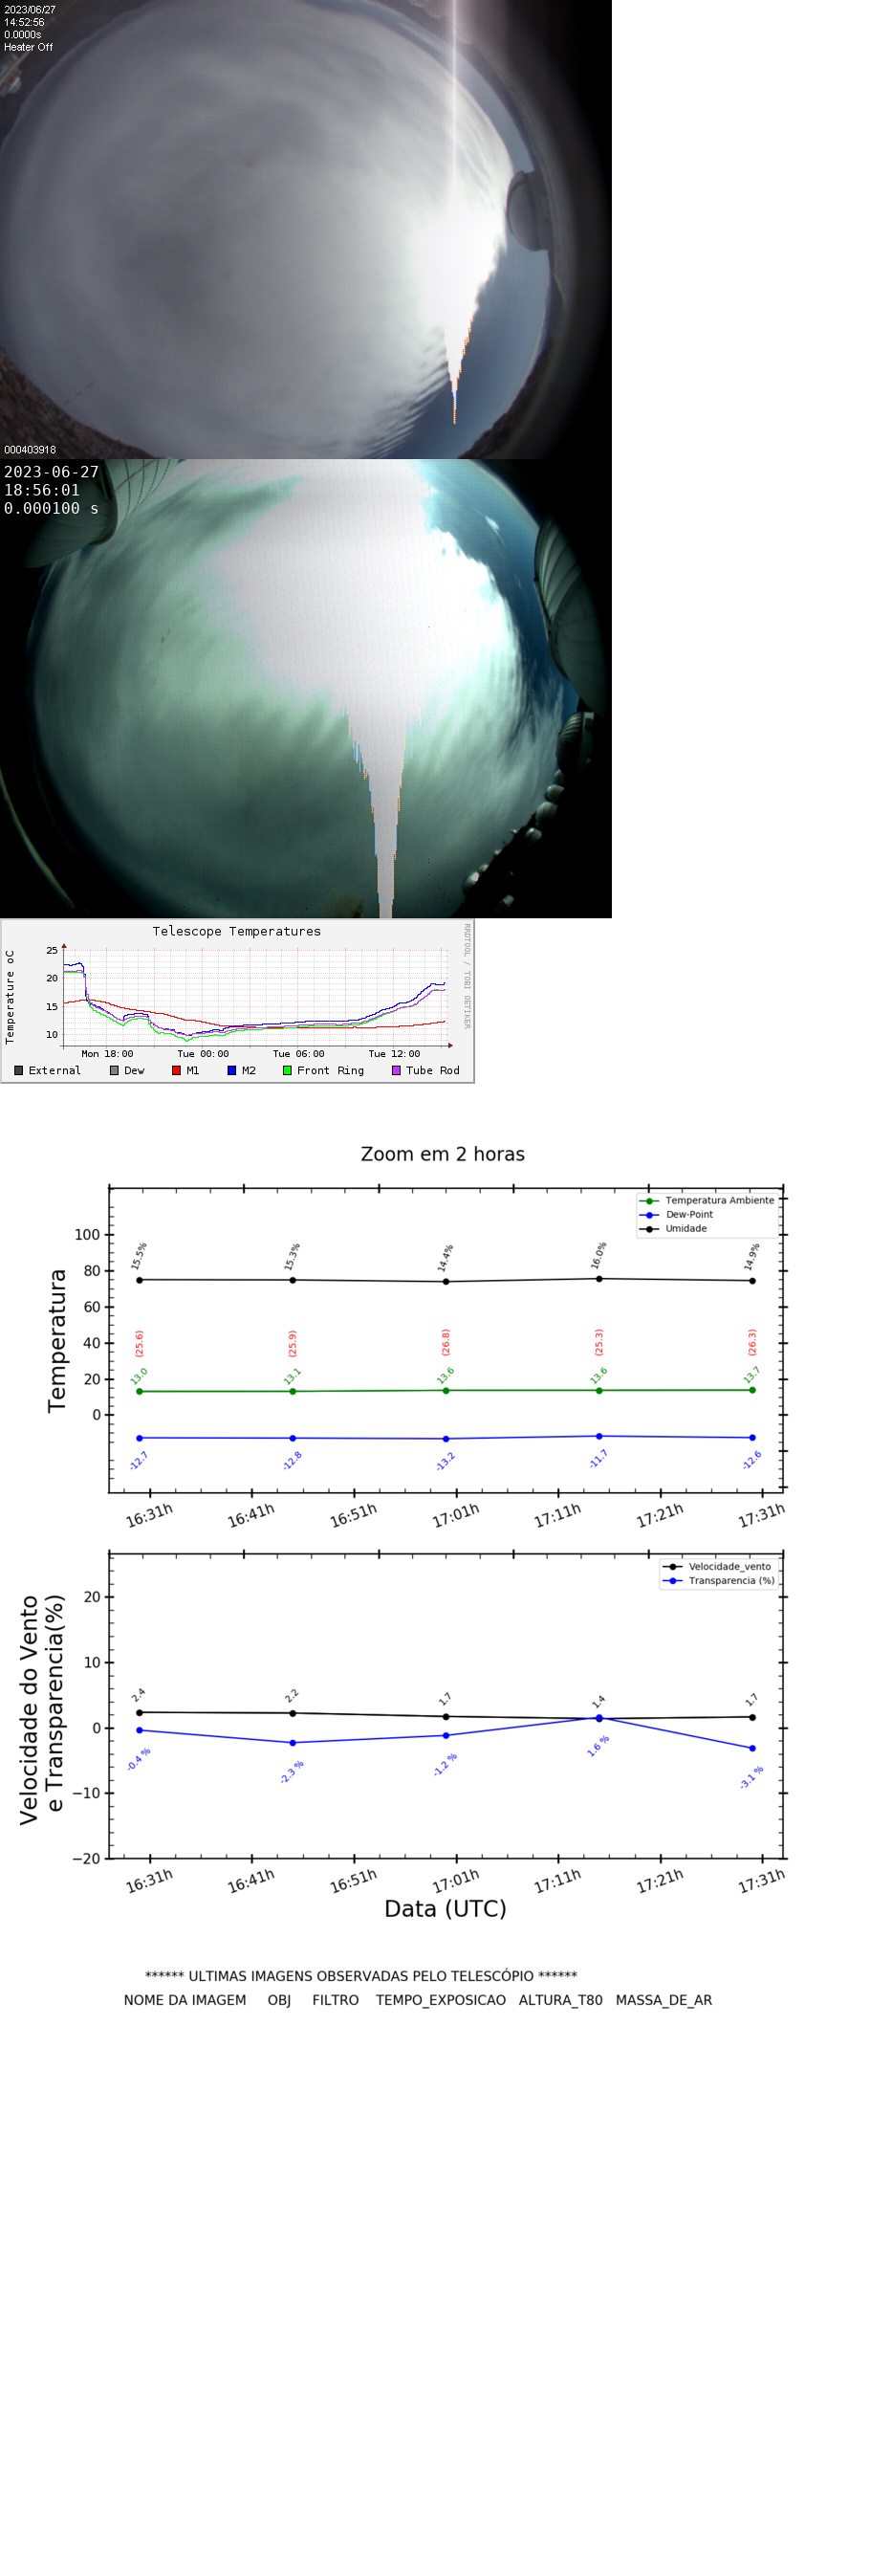 2023/06/27
14:52:56
0.0000s
Heater Off
000403918
2023-06-27
18:56:01
0.000100 s
Telescope Temperatures
RRDTOOL / TOBI OETIKER
Temperature oC
25
20
15
10
Mon 18:00 Tue 00:00 Tue 06:00 Tue 12:00
External Dew M1 M2 Front Ring Tube Rod
Zoom em 2 horas
Temperatura Ambiente
Dew-Point
Umidade
Temperatura
100
80
60
40
20
0
15.5% 15.3% 14.4% 16.0% 14.9%
(25.6) (25.9) (26.8) (25.3) (26.3)
13.0 13.1 13.6 13.6 13.7
-12.7 -12.8 -13.2 -11.7 -12.6
16:31h 16:41h 16:51h 17:01h 17:11h 17:21h 17:31h
Velocidade_vento
Transparencia (%)
Velocidade do Vento
e Transparencia(%)
20
10
0
−10
−20
2.4 2.2 1.7 1.4 1.7
-0.4 % -2.3 % -1.2 % 1.6 % -3.1 %
16:31h 16:41h 16:51h 17:01h 17:11h 17:21h 17:31h
Data (UTC)
****** ULTIMAS IMAGENS OBSERVADAS PELO TELESCÓPIO ******
NOME DA IMAGEM OBJ FILTRO TEMPO_EXPOSICAO ALTURA_T80 MASSA_DE_AR